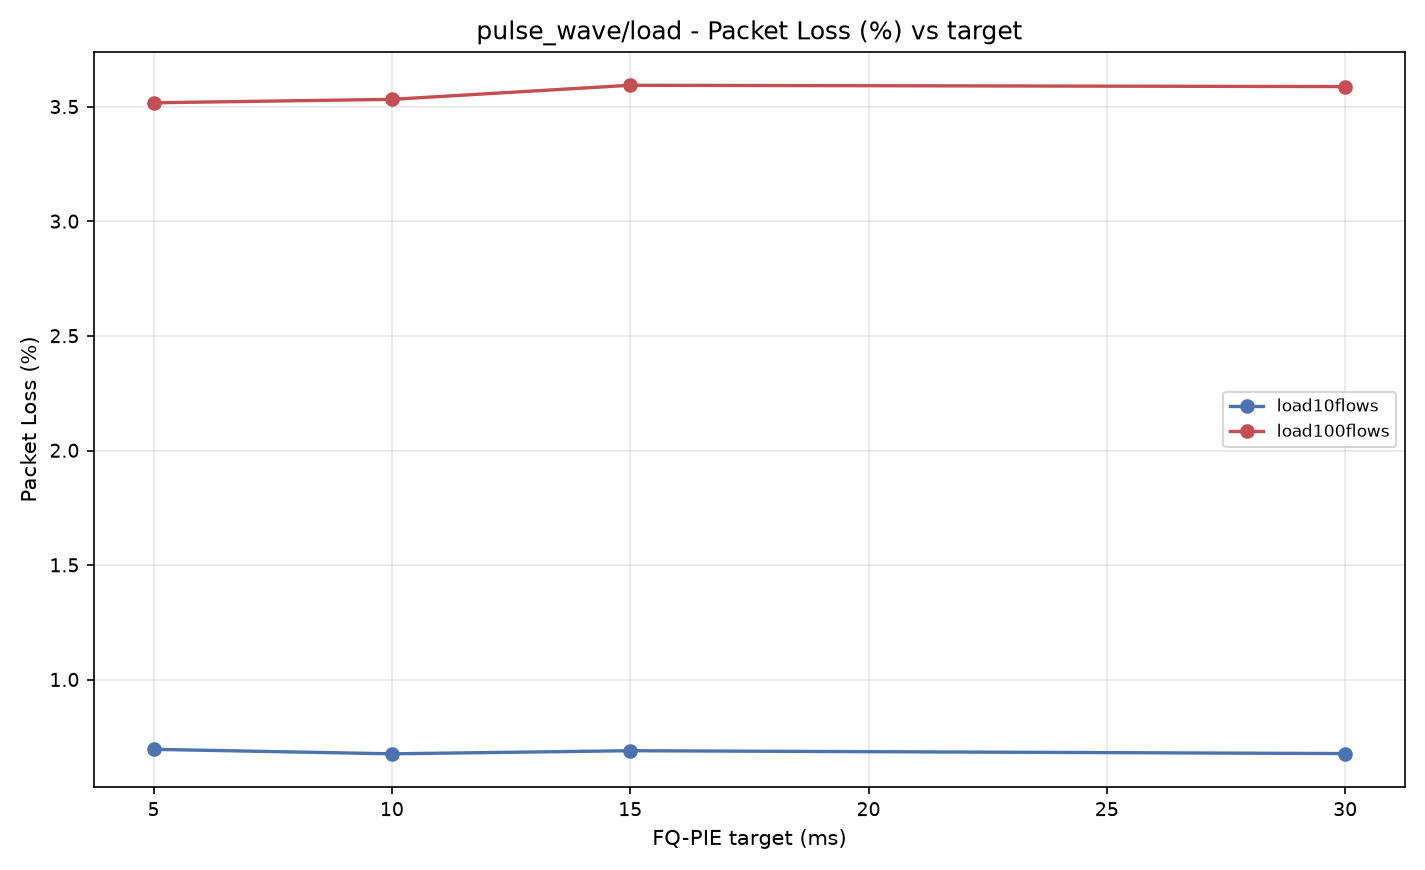 pulse_wave/load - Packet Loss (%) vs target
Packet Loss (%)
3.5
3.0
2.5
2.0
1.5
1.0
load10flows
load100flows
5 10 15 20 25 30
FQ-PIE target (ms)